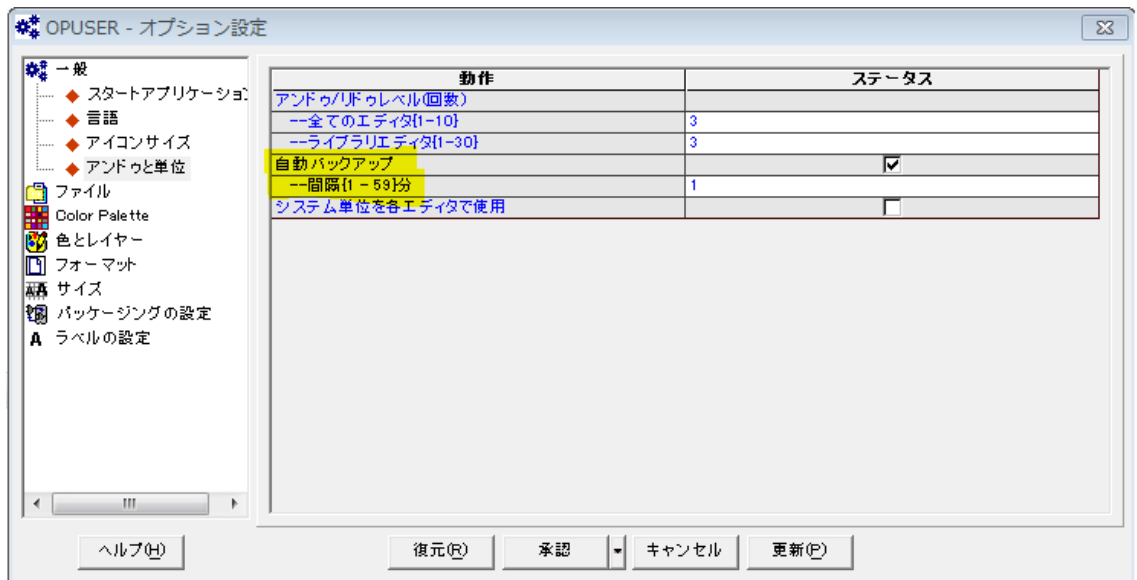 OPUSER - オプション設定
一般
スタートアプリケーショ
言語
アイコンサイズ
アンドゥと単位
ファイル
Color Palette
色とレイヤー
フォーマット
サイズ
パッケージングの設定
A ラベルの設定
動作 ステータス
アンドゥ/リドゥレベル(回数)
--全てのエディタ{1-10} 3
--ライブラリエディタ{1-30} 3
自動バックアップ
--間隔{1 - 59}分 1
システム単位を各エディタで使用
ヘルプ(H) 復元(R) 承認 キャンセル 更新(P)